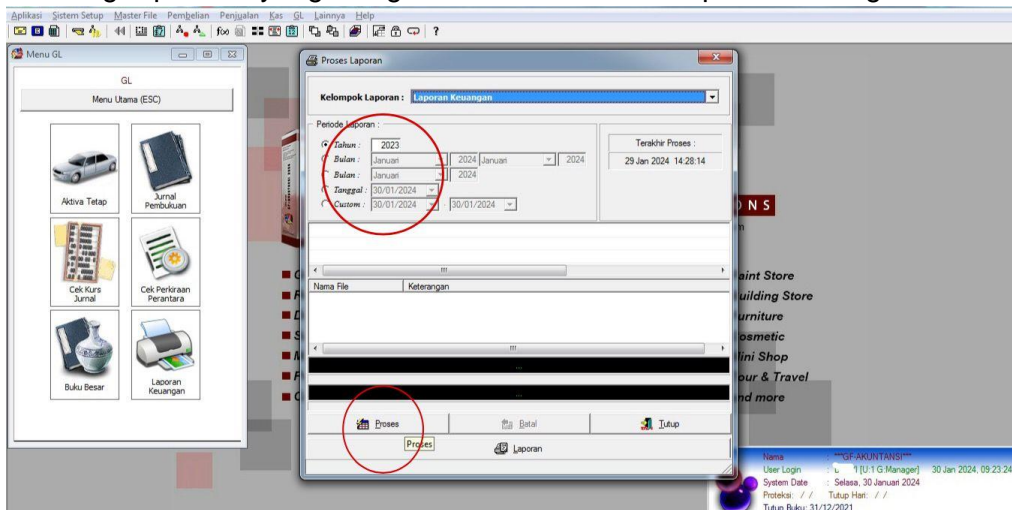 Aplikasi Sistem Setup Master File Pembelian Penjualan Kas GL Lainnya Help
Menu GL
GL
Menu Utama (ESC)
Aktiva Tetap
Jurnal Pembukuan
Cek Kurs Jurnal
Cek Perkiraan Perantara
Buku Besar
Laporan Keuangan
Proses Laporan
Kelompok Laporan : Laporan Keuangan
Periode Laporan :
Tahun : 2023
Bulan : Januari 2024 Januari 2024
Bulan : Januari 2024
Tanggal : 30/01/2024
Custom : 30/01/2024 - 30/01/2024
Terakhir Proses :
29 Jan 2024 14:28:14
Nama File Keterangan
...
...
Proses Batal Tutup
Proses
Laporan
N S
aint Store
uilding Store
urniture
osmetic
ini Shop
our & Travel
nd more
Nama : ***GF-AKUNTANSI***
User Login : [U:1 G:Manager] 30 Jan 2024, 09:23:24
System Date : Selasa, 30 Januari 2024
Proteksi: / / Tutup Hari: / /
Tutup Buku: 31/12/2021